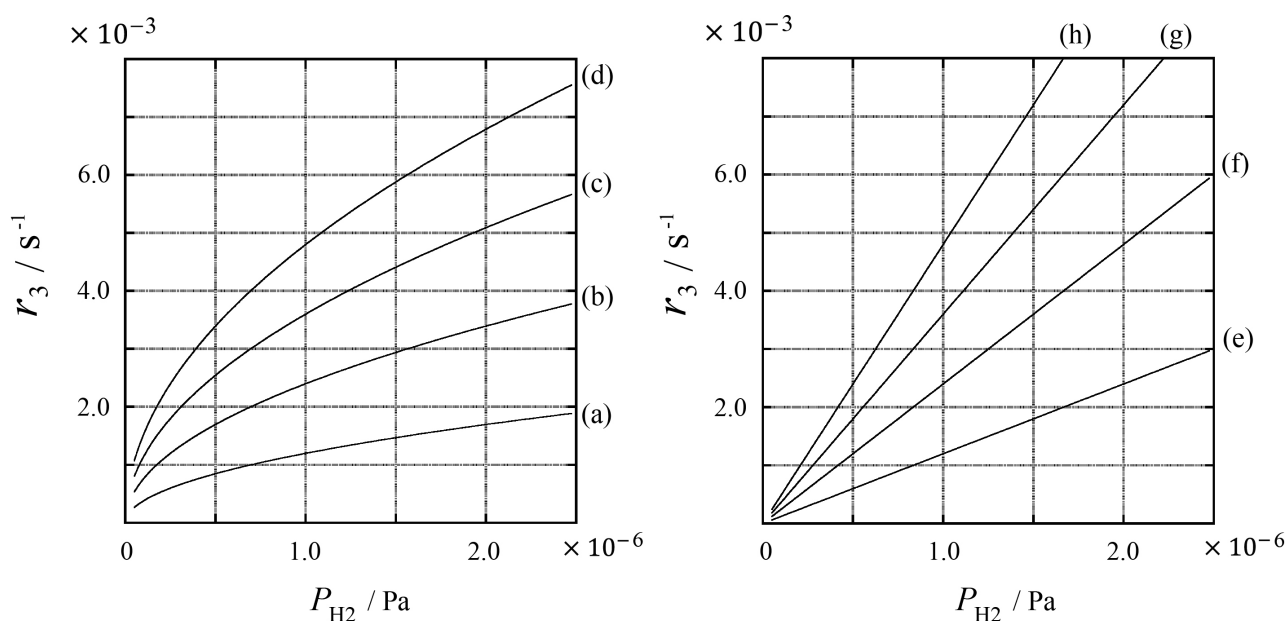 × 10⁻³
(d)
6.0
(c)
r₃ / s⁻¹
4.0
(b)
2.0
(a)
0
1.0
2.0
× 10⁻⁶
P_H2 / Pa
× 10⁻³
(h)
(g)
6.0
(f)
r₃ / s⁻¹
4.0
(e)
2.0
0
1.0
2.0
× 10⁻⁶
P_H2 / Pa